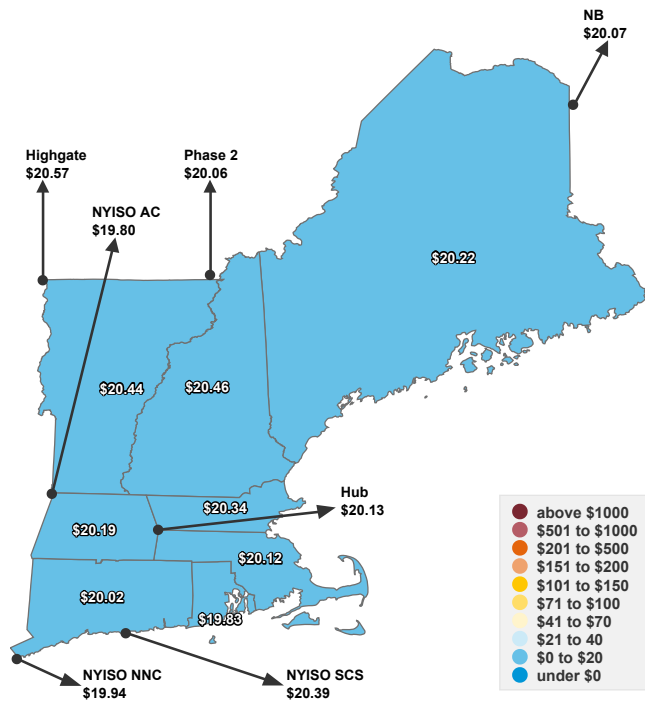 NB
$20.07
Highgate
$20.57
Phase 2
$20.06
NYISO AC
$19.80
$20.22
$20.44
$20.46
Hub
$20.13
$20.34
$20.19
$20.12
$20.02
$19.83
NYISO NNC
$19.94
NYISO SCS
$20.39
above $1000
$501 to $1000
$201 to $500
$151 to $200
$101 to $150
$71 to $100
$41 to $70
$21 to 40
$0 to $20
under $0